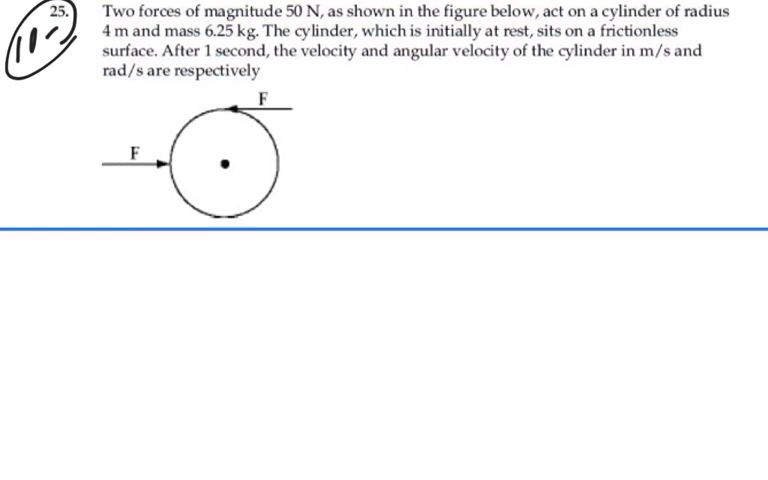 25.
Two forces of magnitude 50 N, as shown in the figure below, act on a cylinder of radius
4 m and mass 6.25 kg. The cylinder, which is initially at rest, sits on a frictionless
surface. After 1 second, the velocity and angular velocity of the cylinder in m/s and
rad/s are respectively
F
F